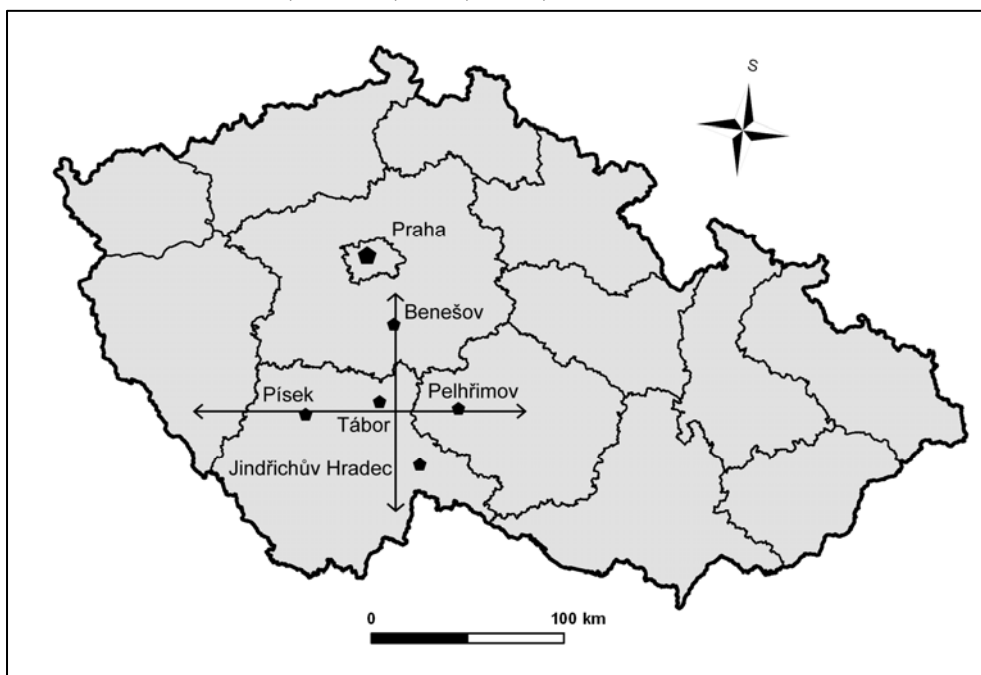 S
Praha
Benešov
Písek
Pelhřimov
Tábor
Jindřichův Hradec
0 100 km